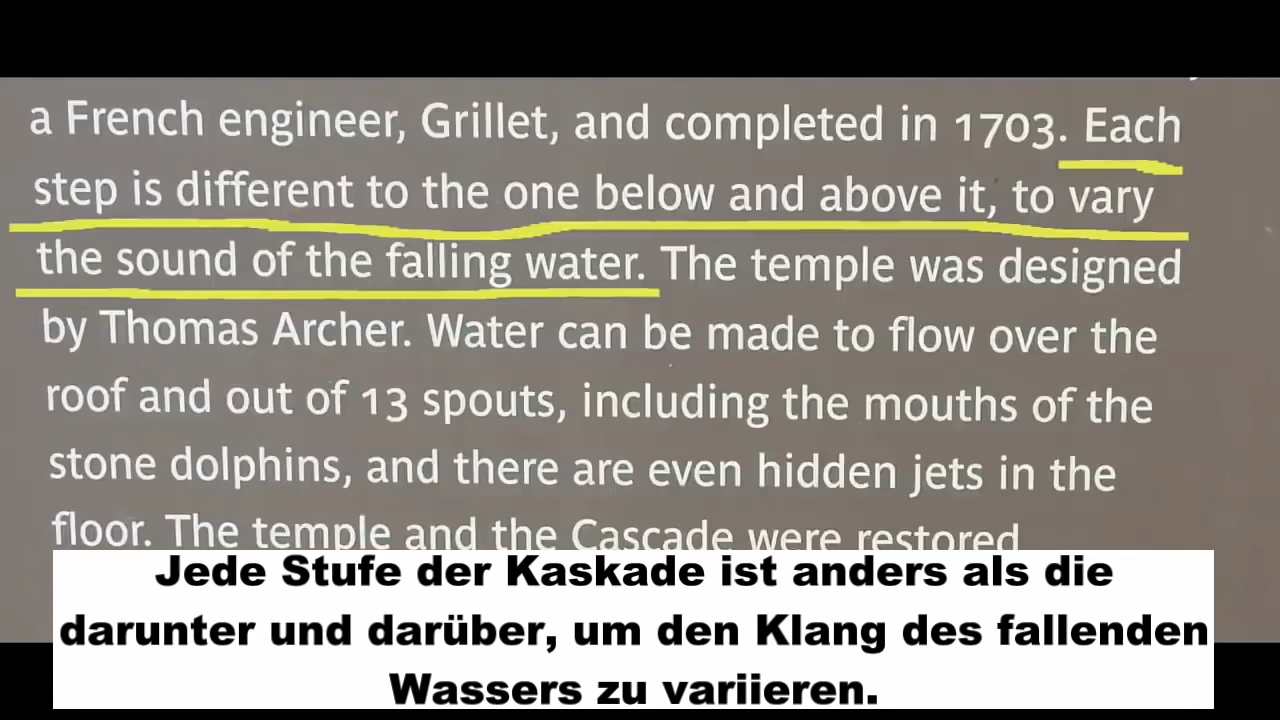 a French engineer, Grillet, and completed in 1703. Each
step is different to the one below and above it, to vary
the sound of the falling water. The temple was designed
by Thomas Archer. Water can be made to flow over the
roof and out of 13 spouts, including the mouths of the
stone dolphins, and there are even hidden jets in the
floor. The temple and the Cascade were restored
Jede Stufe der Kaskade ist anders als die
darunter und darüber, um den Klang des fallenden
Wassers zu variieren.